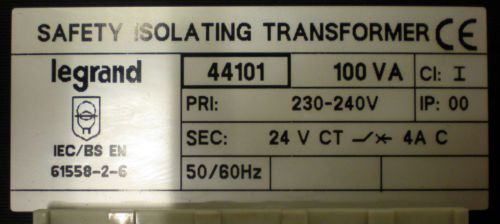 SAFETY ISOLATING TRANSFORMER CE
legrand
IEC/BS EN
61558-2-6
44101 100 VA CI: I
PRI: 230-240V IP: 00
SEC: 24 V CT 4A C
50/60Hz